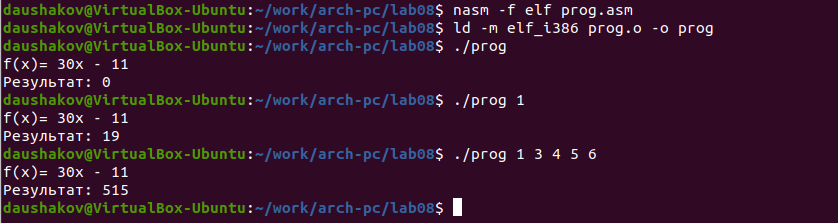 daushakov@VirtualBox-Ubuntu:~/work/arch-pc/lab08$ nasm -f elf prog.asm
daushakov@VirtualBox-Ubuntu:~/work/arch-pc/lab08$ ld -m elf_i386 prog.o -o prog
daushakov@VirtualBox-Ubuntu:~/work/arch-pc/lab08$ ./prog
f(x)= 30x - 11
Результат: 0
daushakov@VirtualBox-Ubuntu:~/work/arch-pc/lab08$ ./prog 1
f(x)= 30x - 11
Результат: 19
daushakov@VirtualBox-Ubuntu:~/work/arch-pc/lab08$ ./prog 1 3 4 5 6
f(x)= 30x - 11
Результат: 515
daushakov@VirtualBox-Ubuntu:~/work/arch-pc/lab08$